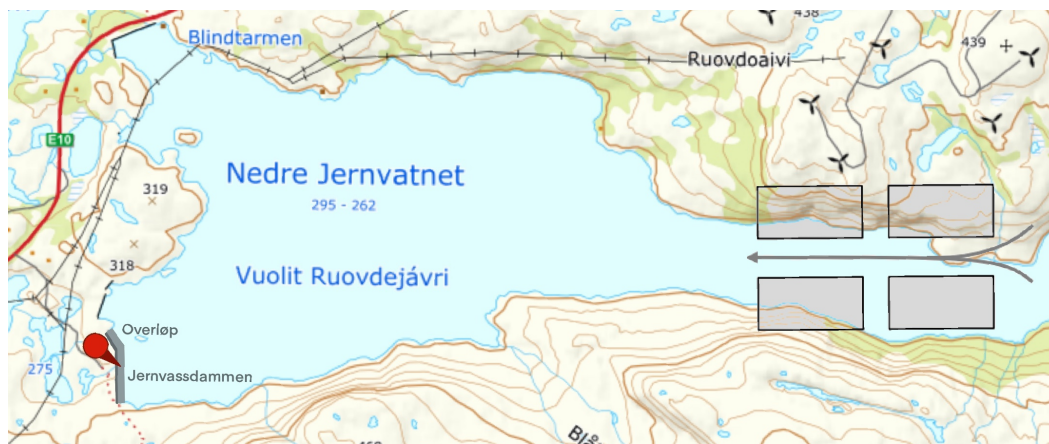 438
Blindtarmen
439
Ruovdoaivi
E10
Nedre Jernvatnet
295 - 262
319
318
Vuolit Ruovdejávri
Overløp
275
Jernvassdammen